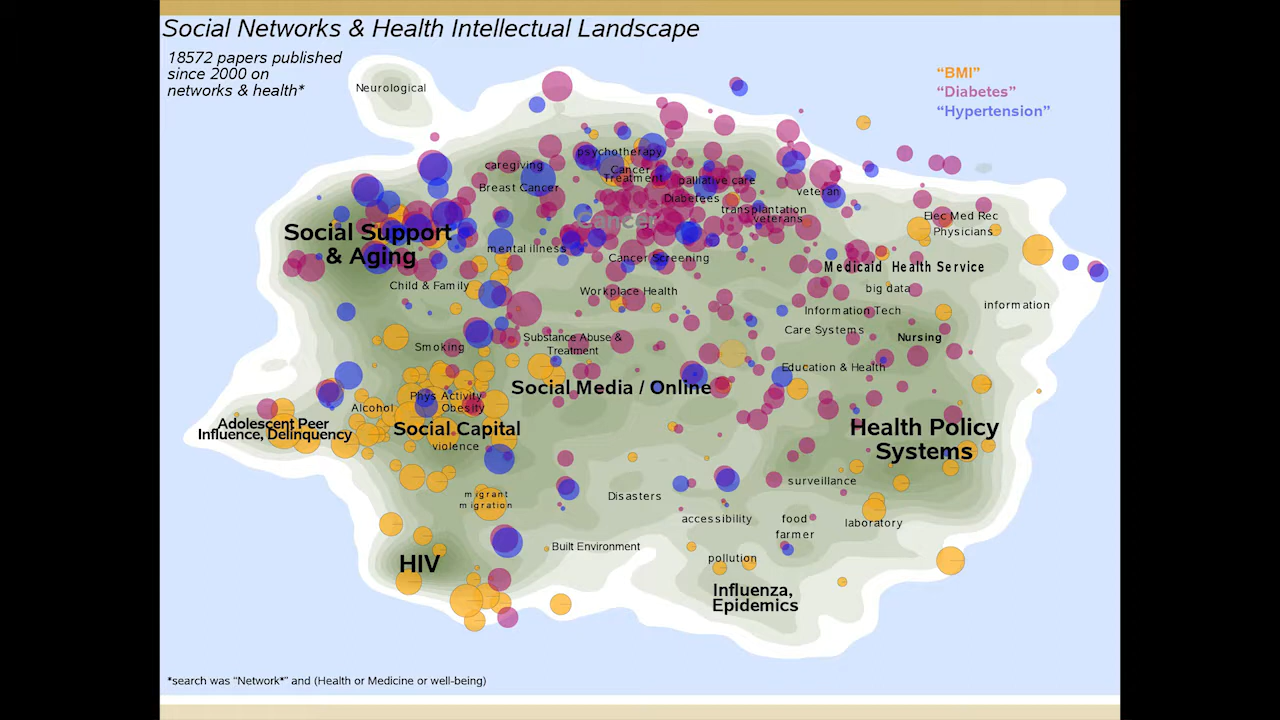 Social Networks & Health Intellectual Landscape
18572 papers published
since 2000 on
networks & health*
“BMI”
“Diabetes”
“Hypertension”
Neurological
psychotherapy
caregiving
Cancer
Treatment
Breast Cancer
palliative care
veteran
Diabetees
transplantation
veterans
Cancer
Elec Med Rec
Physicians
Social Support
& Aging
mental illness
Cancer Screening
Medicaid Health Service
Child & Family
Workplace Health
big data
information
Information Tech
Care Systems
Nursing
Smoking
Substance Abuse &
Treatment
Education & Health
Social Media / Online
Phys Activity
Obesity
Alcohol
Adolescent Peer
Influence, Delinquency
Social Capital
violence
Health Policy
Systems
surveillance
migrant
migration
Disasters
accessibility
food
farmer
laboratory
Built Environment
pollution
HIV
Influenza,
Epidemics
*search was “Network*” and (Health or Medicine or well-being)